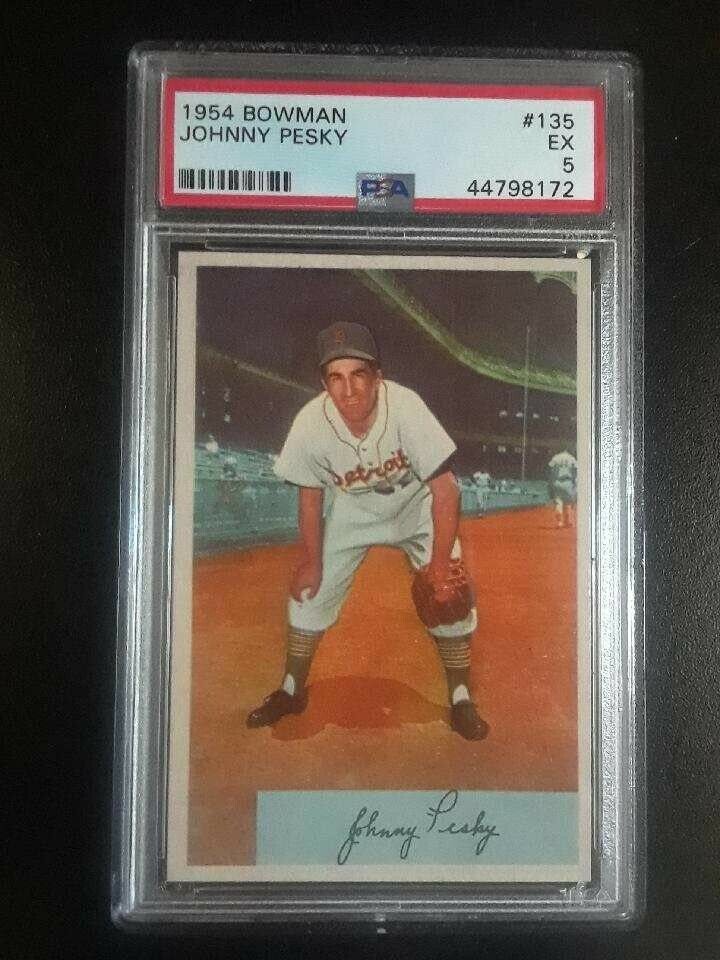 1954 BOWMAN #135
JOHNNY PESKY EX
5
PSA 44798172
Detroit
Johnny Pesky